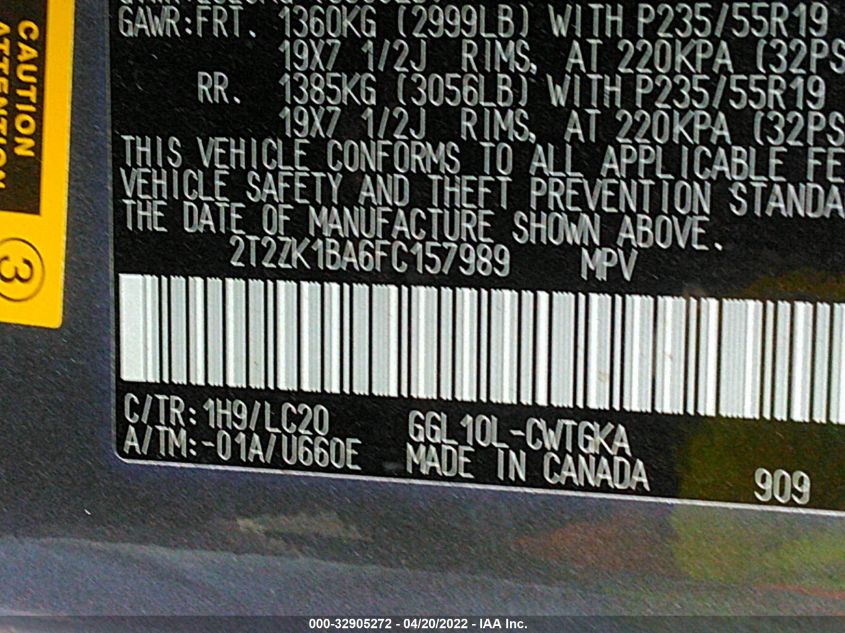 GAWR:FRT. 1360KG (2999LB) WITH P235/55R19
19X7 1/2J RIMS, AT 220KPA (32PS
RR. 1385KG (3056LB) WITH P235/55R19
19X7 1/2J RIMS, AT 220KPA (32PS
THIS VEHICLE CONFORMS TO ALL APPLICABLE FE
VEHICLE SAFETY AND THEFT PREVENTION STANDA
THE DATE OF MANUFACTURE SHOWN ABOVE.
2T2ZK1BA6FC157989 MPV
C/TR:1H9/LC20 GGL10L-CWTGKA
A/TM:-01A/U660E MADE IN CANADA
909
CAUTION
ATTENTION
3
000-32905272 - 04/20/2022 - IAA Inc.